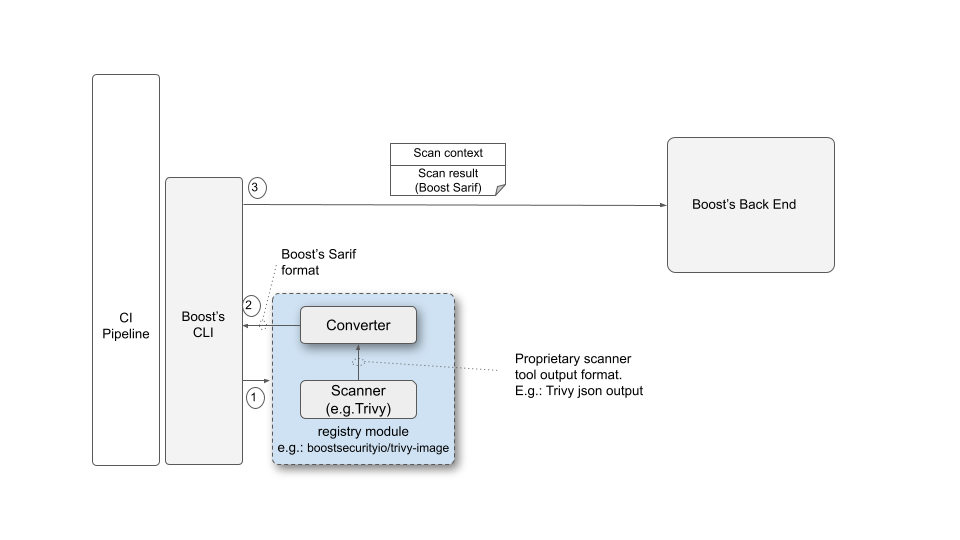 Scan context
Scan result
(Boost Sarif)
3
Boost's Back End
Boost's Sarif
format
2
CI
Pipeline
Boost's
CLI
Converter
Proprietary scanner
tool output format.
E.g.: Trivy json output
1
Scanner
(e.g.Trivy)
registry module
e.g.: boostsecurityio/trivy-image